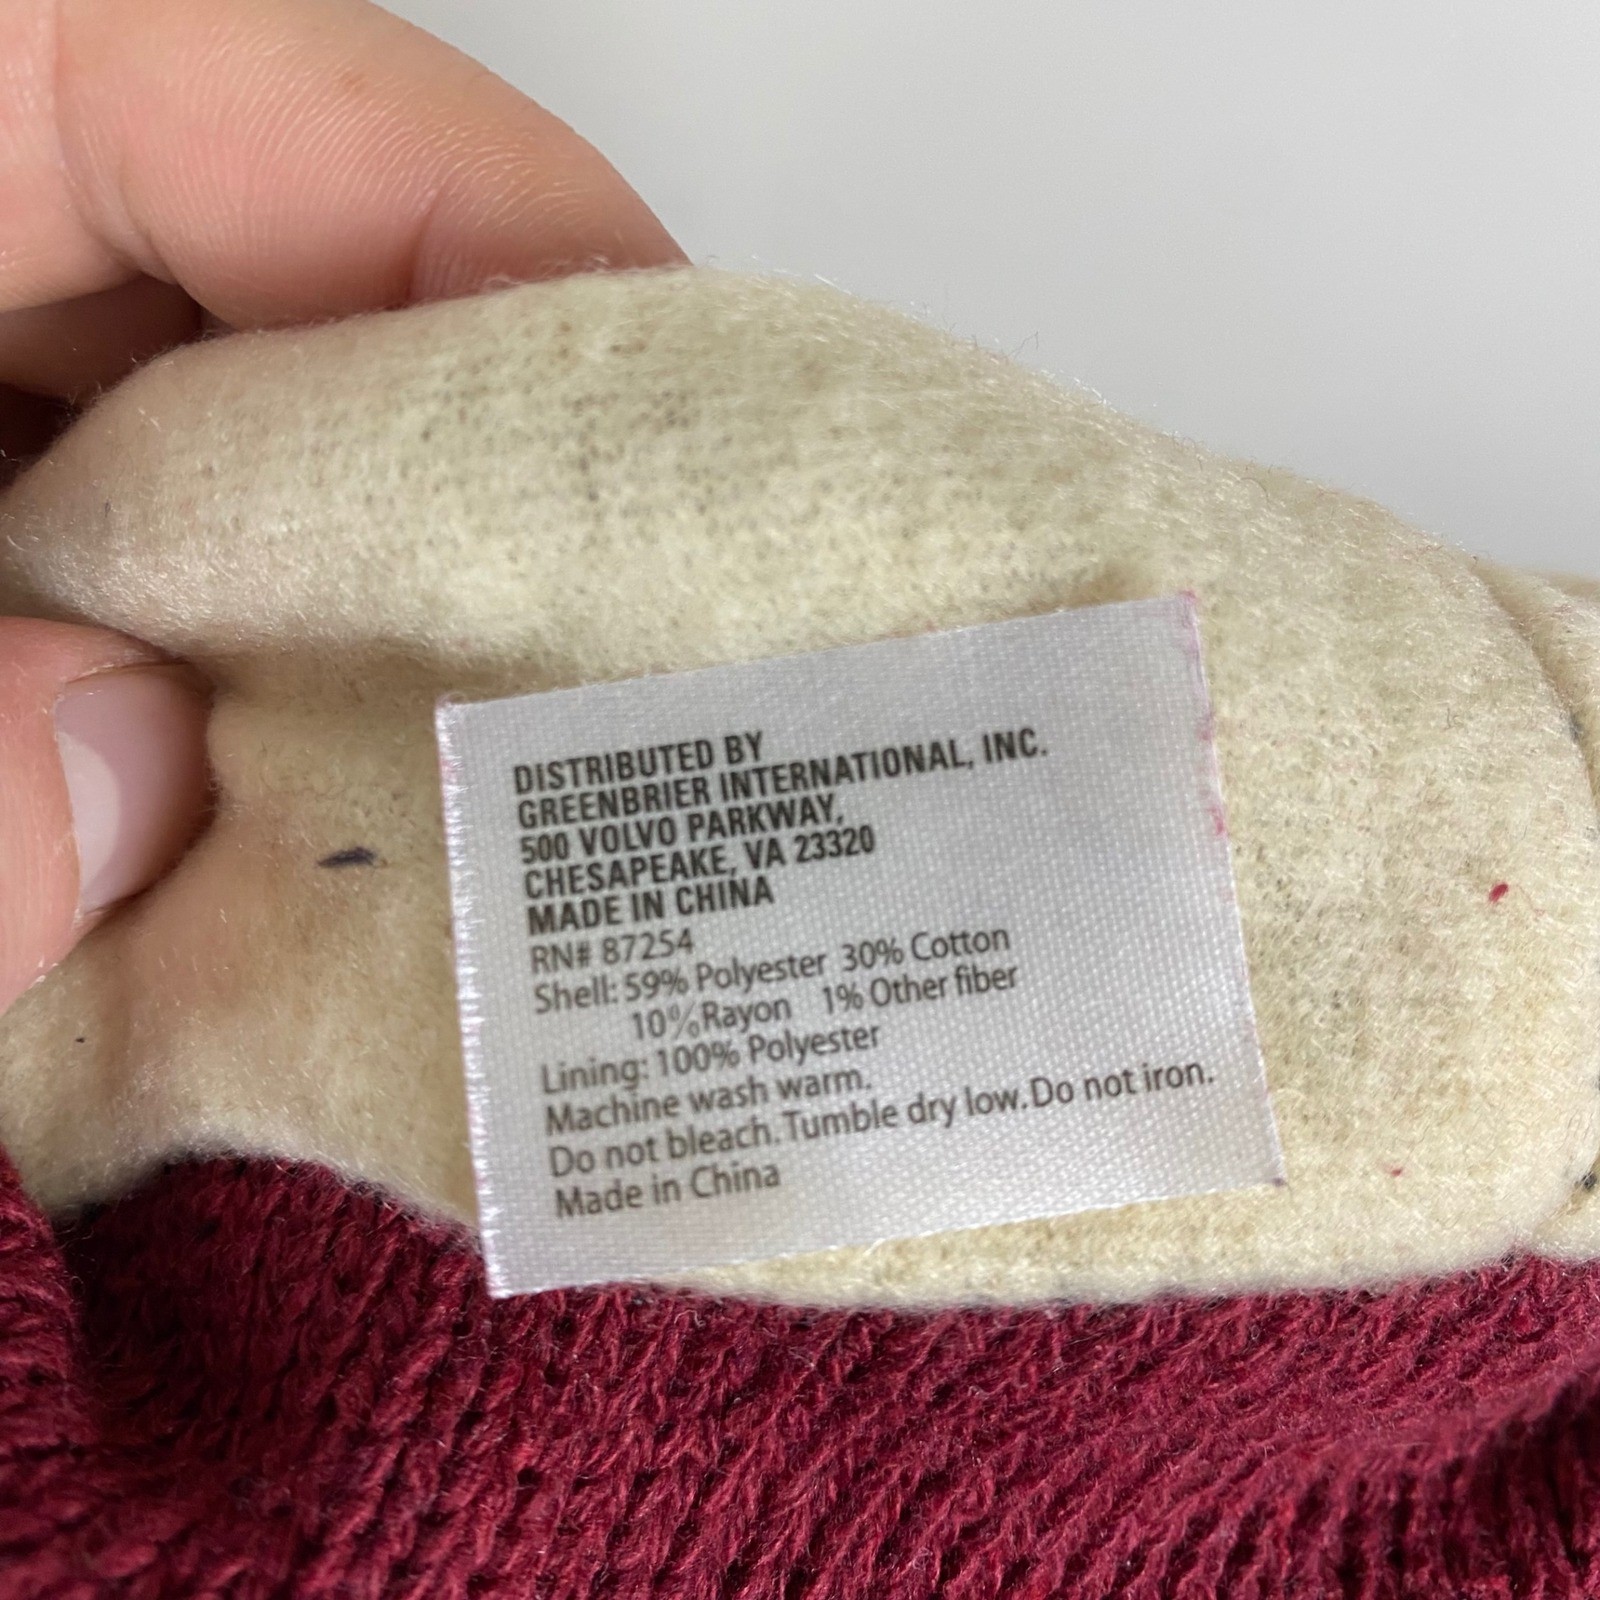 DISTRIBUTED BY
GREENBRIER INTERNATIONAL, INC.
500 VOLVO PARKWAY,
CHESAPEAKE, VA 23320
MADE IN CHINA
RN# 87254
Shell: 59% Polyester 30% Cotton
10% Rayon 1% Other fiber
Lining: 100% Polyester
Machine wash warm.
Do not bleach. Tumble dry low. Do not iron.
Made in China